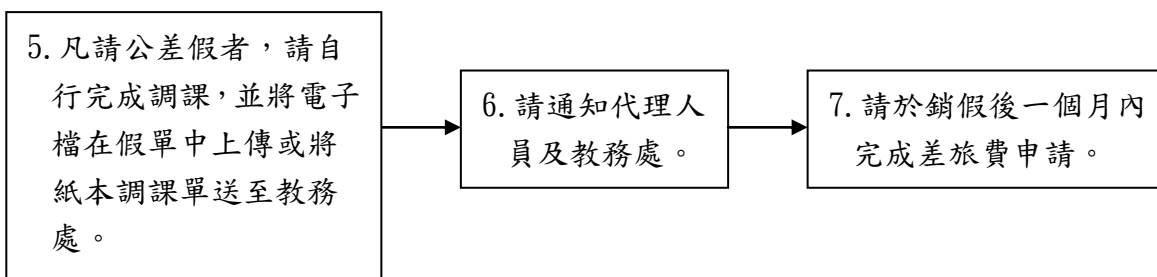 5.凡請公差假者，請自
行完成調課，並將電子
檔在假單中上傳或將
紙本調課單送至教務
處。
6.請通知代理人
員及教務處。
7.請於銷假後一個月內
完成差旅費申請。